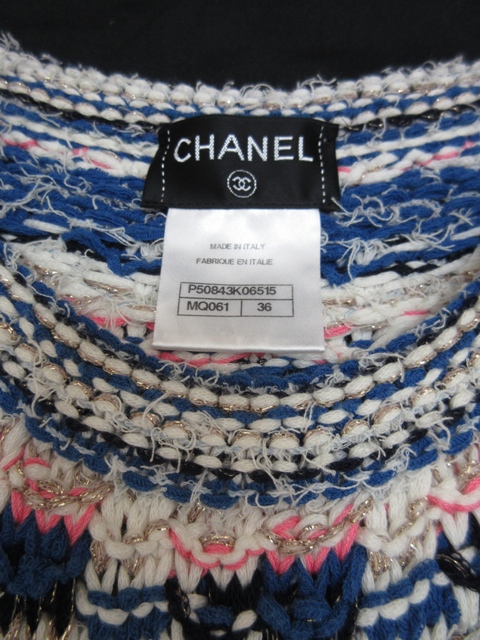 CHANEL
MADE IN ITALY
FABRIQUE EN ITALIE
P50843K06515
MQ061 36